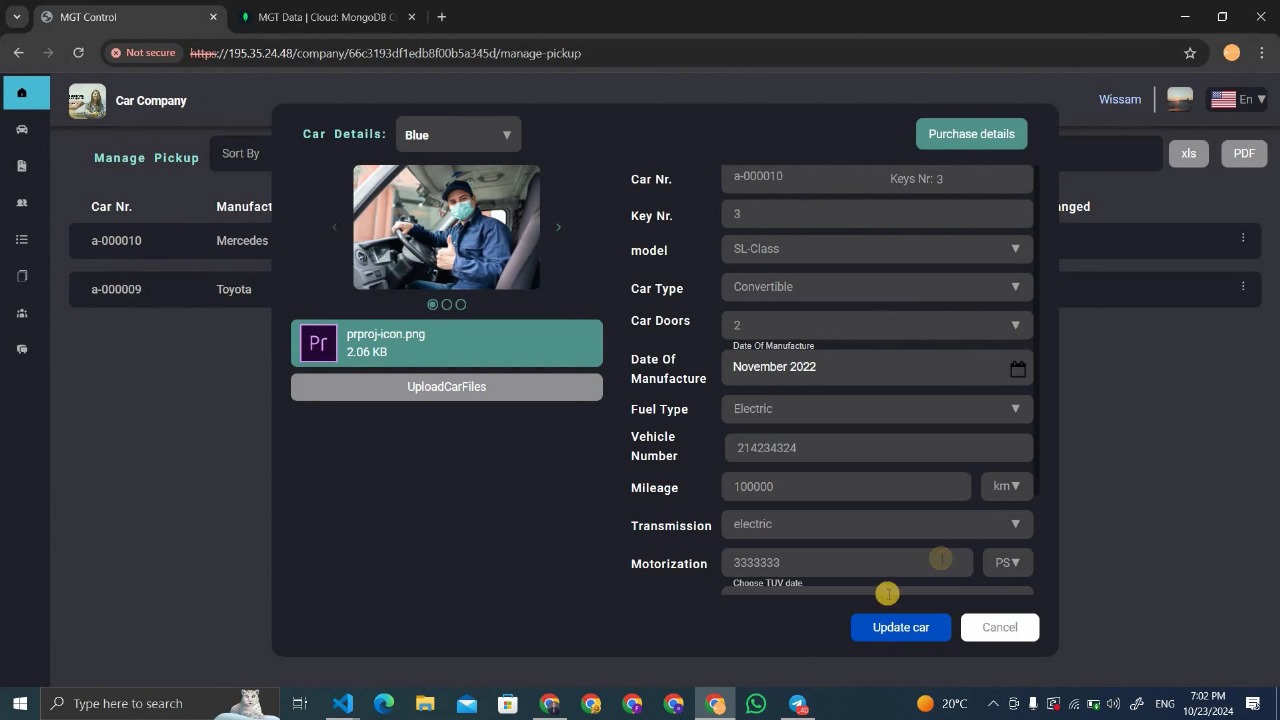 MGT Control
MGT Data | Cloud: MongoDB Cl
Not secure
https://195.35.24.48/company/66c3193df1edb8f00b5a345d/manage-pickup
Car Company
Wissam
En
Manage Pickup
Sort By
xls
PDF
Car Nr.
Manufact
anged
a-000010
Mercedes
a-000009
Toyota
Car Details:
Blue
Purchase details
prproj-icon.png
2.06 KB
Pr
UploadCarFiles
Car Nr.
a-000010
Keys Nr: 3
Key Nr.
3
model
SL-Class
Car Type
Convertible
Car Doors
2
Date Of Manufacture
Date Of
Manufacture
November 2022
Fuel Type
Electric
Vehicle
Number
214234324
Mileage
100000
km
Transmission
electric
Motorization
3333333
PS
Choose TUV date
Update car
Cancel
Type here to search
20°C
ENG
7:02 PM
10/23/2024